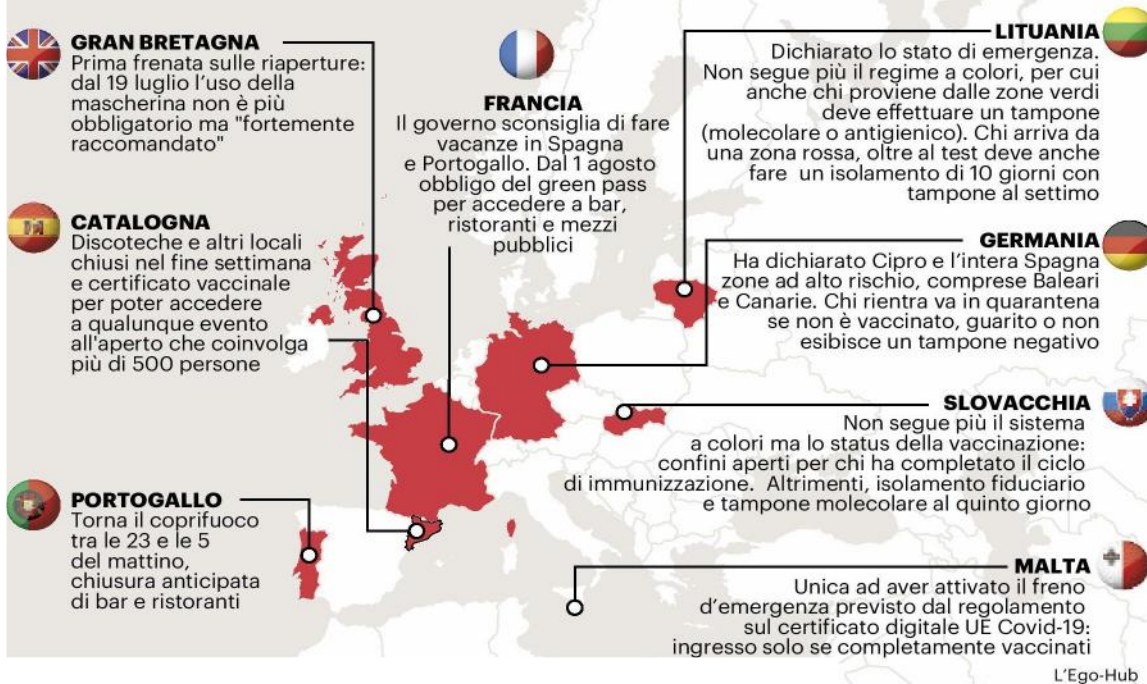 GRAN BRETAGNA
Prima frenata sulle riaperture:
dal 19 luglio l'uso della
mascherina non è più
obbligatorio ma "fortemente
raccomandato"
CATALOGNA
Discoteche e altri locali
chiusi nel fine settimana
e certificato vaccinale
per poter accedere
a qualunque evento
all'aperto che coinvolga
più di 500 persone
PORTOGALLO
Torna il coprifuoco
tra le 23 e le 5
del mattino,
chiusura anticipata
di bar e ristoranti
FRANCIA
Il governo sconsiglia di fare
vacanze in Spagna
e Portogallo. Dal 1 agosto
obbligo del green pass
per accedere a bar,
ristoranti e mezzi
pubblici
LITUANIA
Dichiarato lo stato di emergenza.
Non segue più il regime a colori, per cui
anche chi proviene dalle zone verdi
deve effettuare un tampone
(molecolare o antigienico). Chi arriva da
una zona rossa, oltre al test deve anche
fare un isolamento di 10 giorni con
tampone al settimo
GERMANIA
Ha dichiarato Cipro e l'intera Spagna
zone ad alto rischio, comprese Baleari
e Canarie. Chi rientra va in quarantena
se non è vaccinato, guarito o non
esibisce un tampone negativo
SLOVACCHIA
Non segue più il sistema
a colori ma lo status della vaccinazione:
confini aperti per chi ha completato il ciclo
di immunizzazione. Altrimenti, isolamento fiduciario
e tampone molecolare al quinto giorno
MALTA
Unica ad aver attivato il freno
d'emergenza previsto dal regolamento
sul certificato digitale UE Covid-19:
ingresso solo se completamente vaccinati
L'Ego-Hub